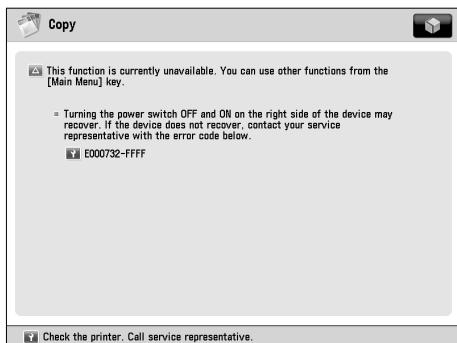 Copy
This function is currently unavailable. You can use other functions from the
[Main Menu] key.
Turning the power switch OFF and ON on the right side of the device may
recover. If the device does not recover, contact your service
representative with the error code below.
E000732-FFFF
Check the printer. Call service representative.